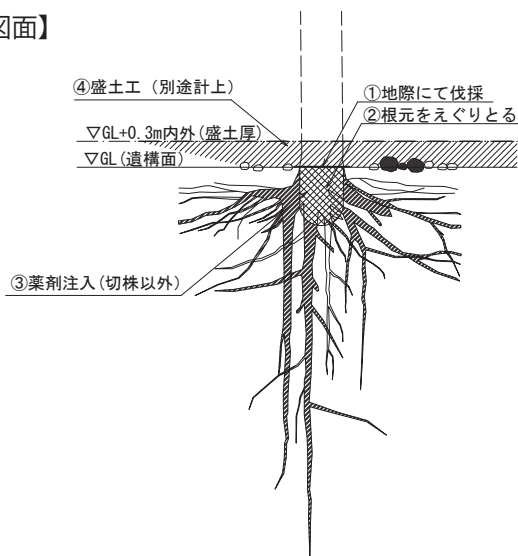 図面】
④盛土工（別途計上）
①地際にて伐採
②根元をえぐりとる
▽GL+0.3m内外(盛土厚)
▽GL(遺構面)
③薬剤注入(切株以外)